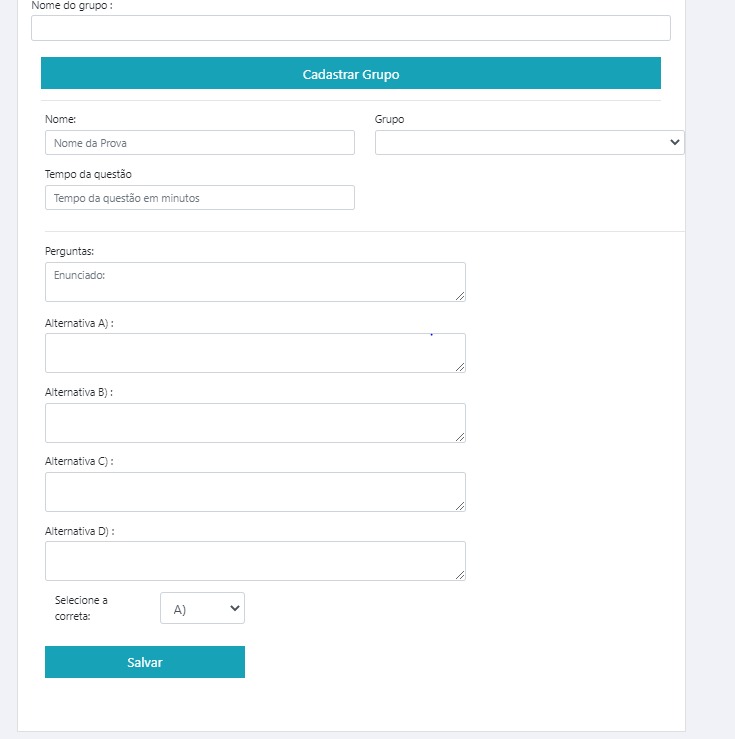 Nome do grupo :
Cadastrar Grupo
Nome:
Grupo
Nome da Prova
Tempo da questão
Tempo da questão em minutos
Perguntas:
Enunciado:
Alternativa A) :
Alternativa B) :
Alternativa C) :
Alternativa D) :
Selecione a
correta:
A)
Salvar